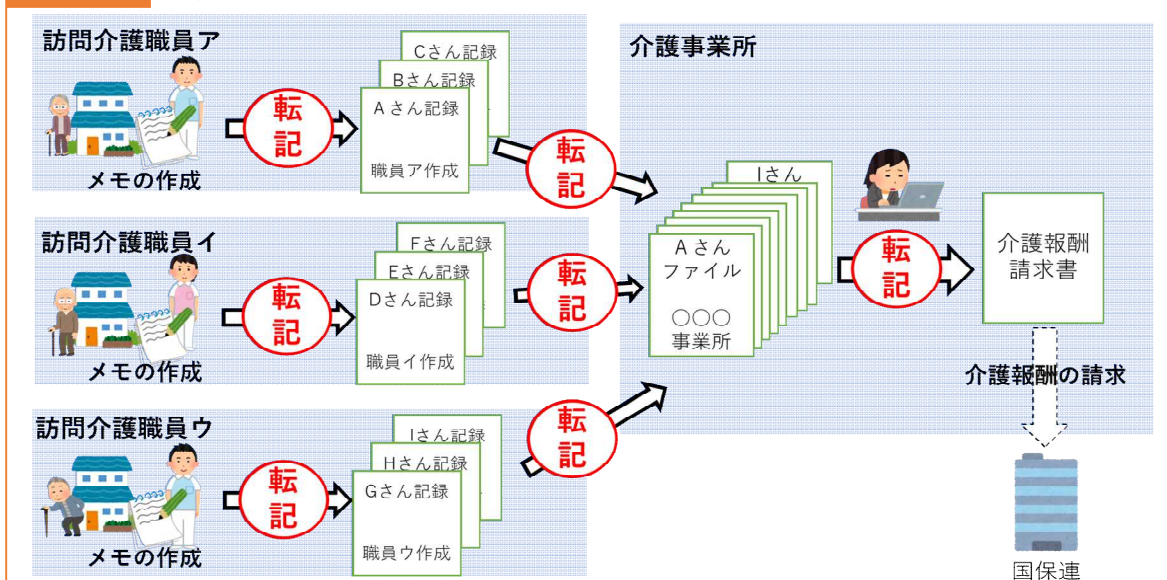 訪問介護職員ア
メモの作成
転
記
Cさん記録
Bさん記録
Aさん記録
職員ア作成
転
記
訪問介護職員イ
メモの作成
転
記
Fさん記録
Eさん記録
Dさん記録
職員イ作成
転
記
訪問介護職員ウ
メモの作成
転
記
Iさん記録
Hさん記録
Gさん記録
職員ウ作成
転
記
介護事業所
Iさん
Aさん
ファイル
○○○
事業所
転
記
介護報酬
請求書
介護報酬の請求
国保連